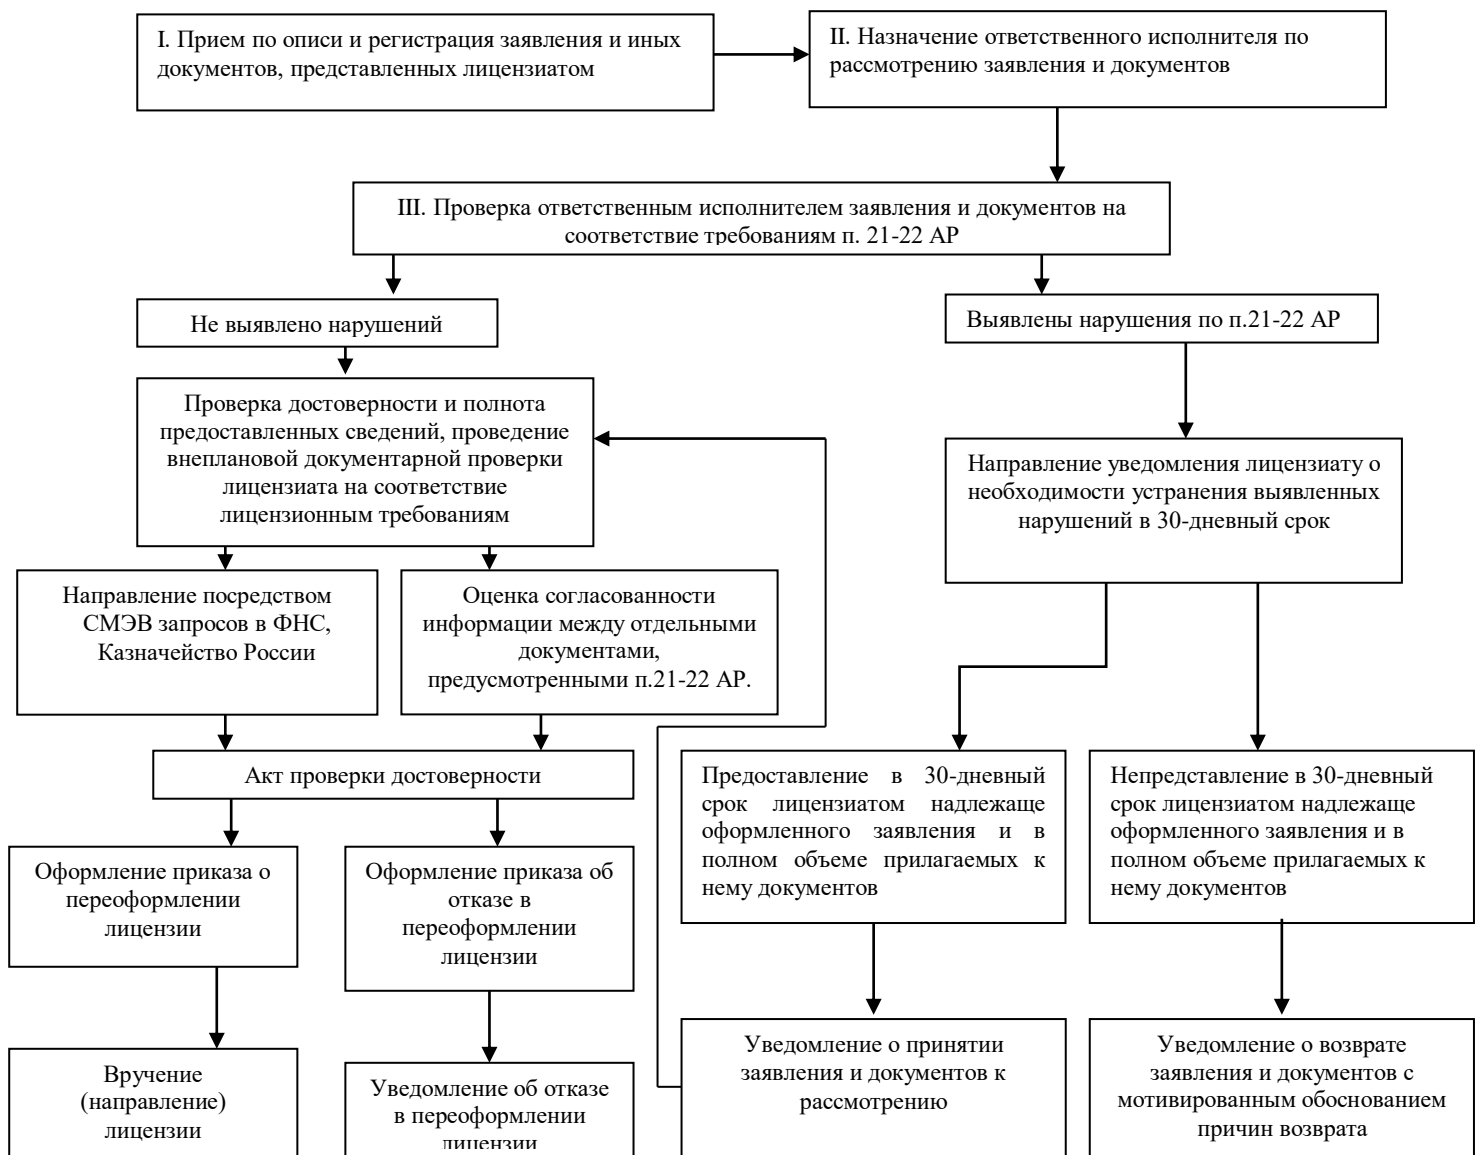 I. Прием по описи и регистрация заявления и иных
документов, представленных лицензиатом
II. Назначение ответственного исполнителя по
рассмотрению заявления и документов
III. Проверка ответственным исполнителем заявления и документов на
соответствие требованиям п. 21-22 АР
Не выявлено нарушений
Выявлены нарушения по п.21-22 АР
Проверка достоверности и полнота
предоставленных сведений, проведение
внеплановой документарной проверки
лицензиата на соответствие
лицензионным требованиям
Направление уведомления лицензиату о
необходимости устранения выявленных
нарушений в 30-дневный срок
Направление посредством
СМЭВ запросов в ФНС,
Казначейство России
Оценка согласованности
информации между отдельными
документами,
предусмотренными п.21-22 АР.
Акт проверки достоверности
Предоставление в 30-дневный
срок лицензиатом надлежаще
оформленного заявления и в
полном объеме прилагаемых к
нему документов
Непредставление в 30-дневный
срок лицензиатом надлежаще
оформленного заявления и в
полном объеме прилагаемых к
нему документов
Оформление приказа о
переоформлении
лицензии
Оформление приказа об
отказе в
переоформлении
лицензии
Вручение
(направление)
лицензии
Уведомление об отказе
в переоформлении
лицензии
Уведомление о принятии
заявления и документов к
рассмотрению
Уведомление о возврате
заявления и документов с
мотивированным обоснованием
причин возврата